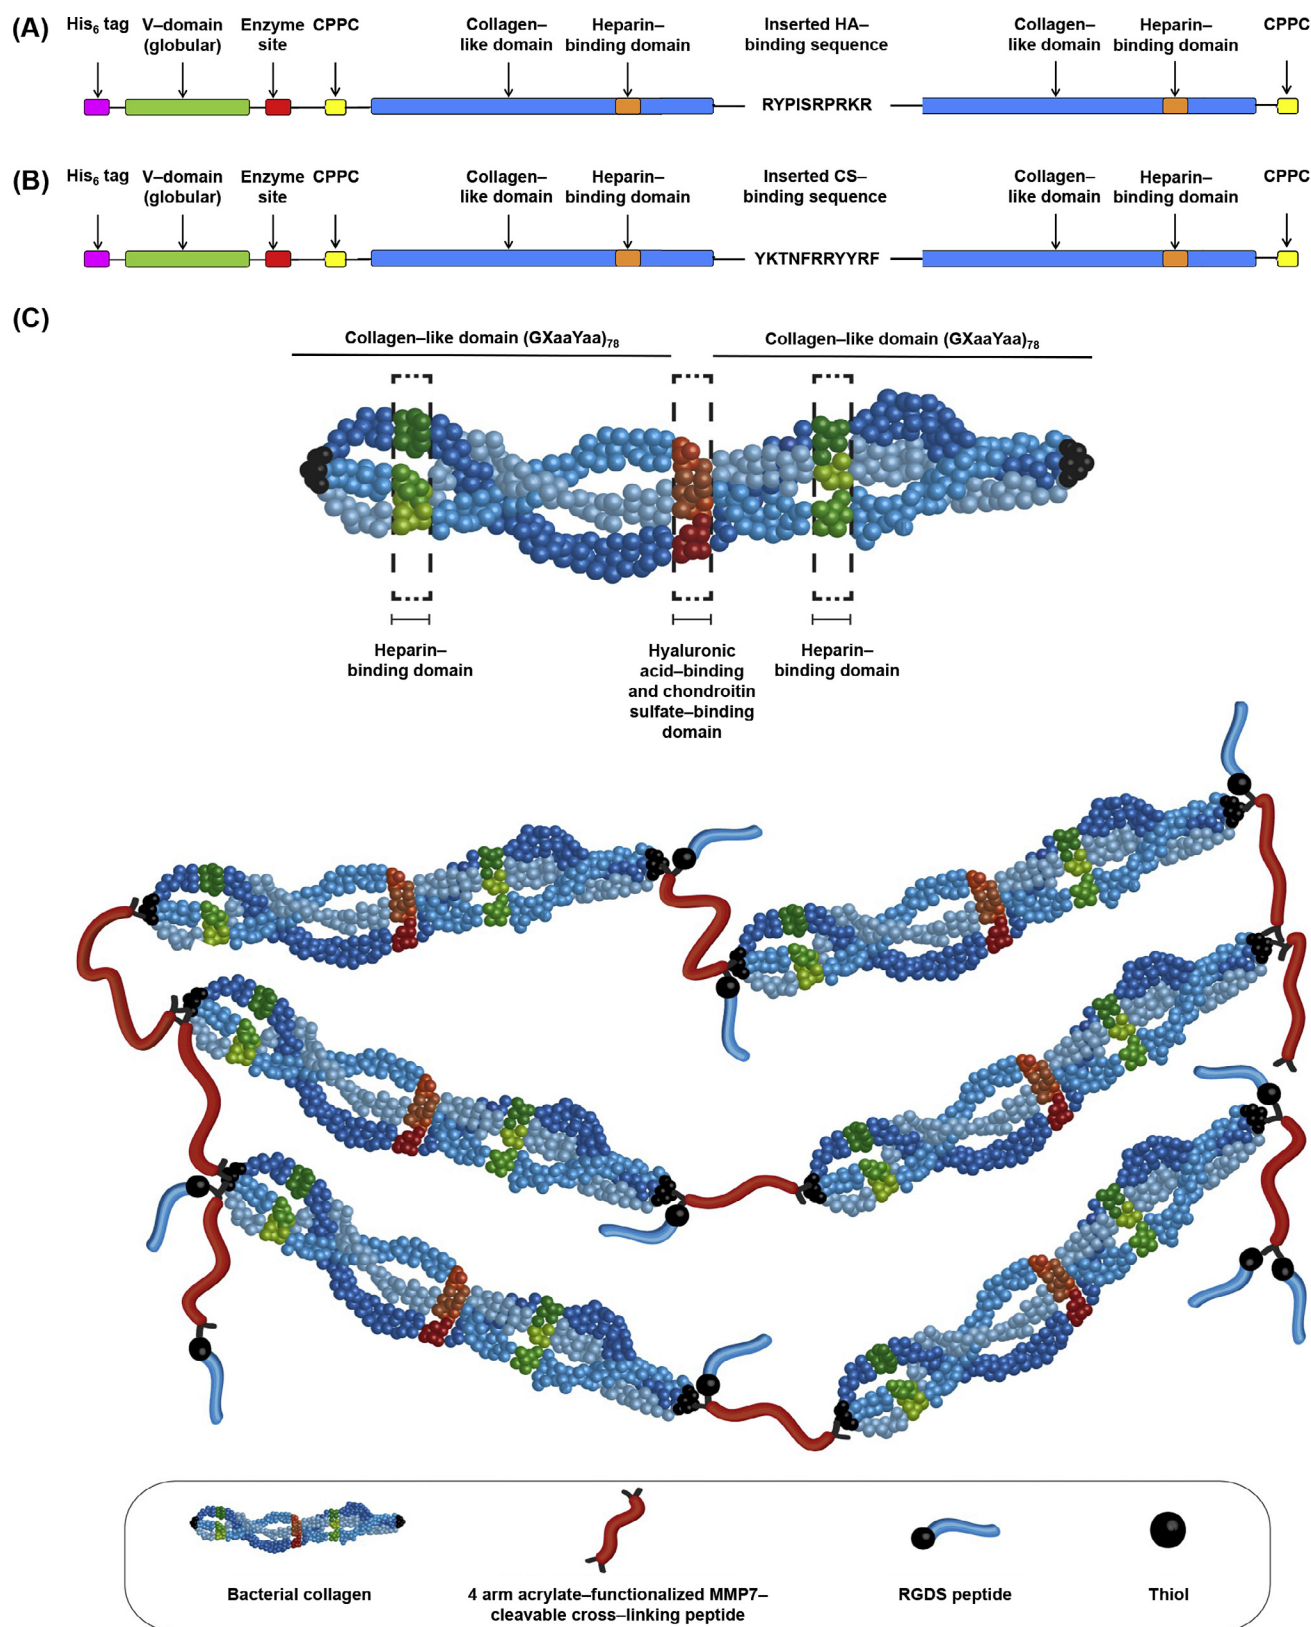 (A)
His6 tag
V–domain
(globular)
Enzyme
site
CPPC
Collagen–
like domain
Heparin–
binding domain
Inserted HA–
binding sequence
Collagen–
like domain
Heparin–
binding domain
CPPC
RYPISRPRKR
(B)
His6 tag
V–domain
(globular)
Enzyme
site
CPPC
Collagen–
like domain
Heparin–
binding domain
Inserted CS–
binding sequence
Collagen–
like domain
Heparin–
binding domain
CPPC
YKTNFRRYYRF
(C)
Collagen–like domain (GXaaYaa)78
Collagen–like domain (GXaaYaa)78
Heparin–
binding domain
Hyaluronic
acid–binding
and chondroitin
sulfate–binding
domain
Heparin–
binding domain
Bacterial collagen
4 arm acrylate–functionalized MMP7–
cleavable cross–linking peptide
RGDS peptide
Thiol